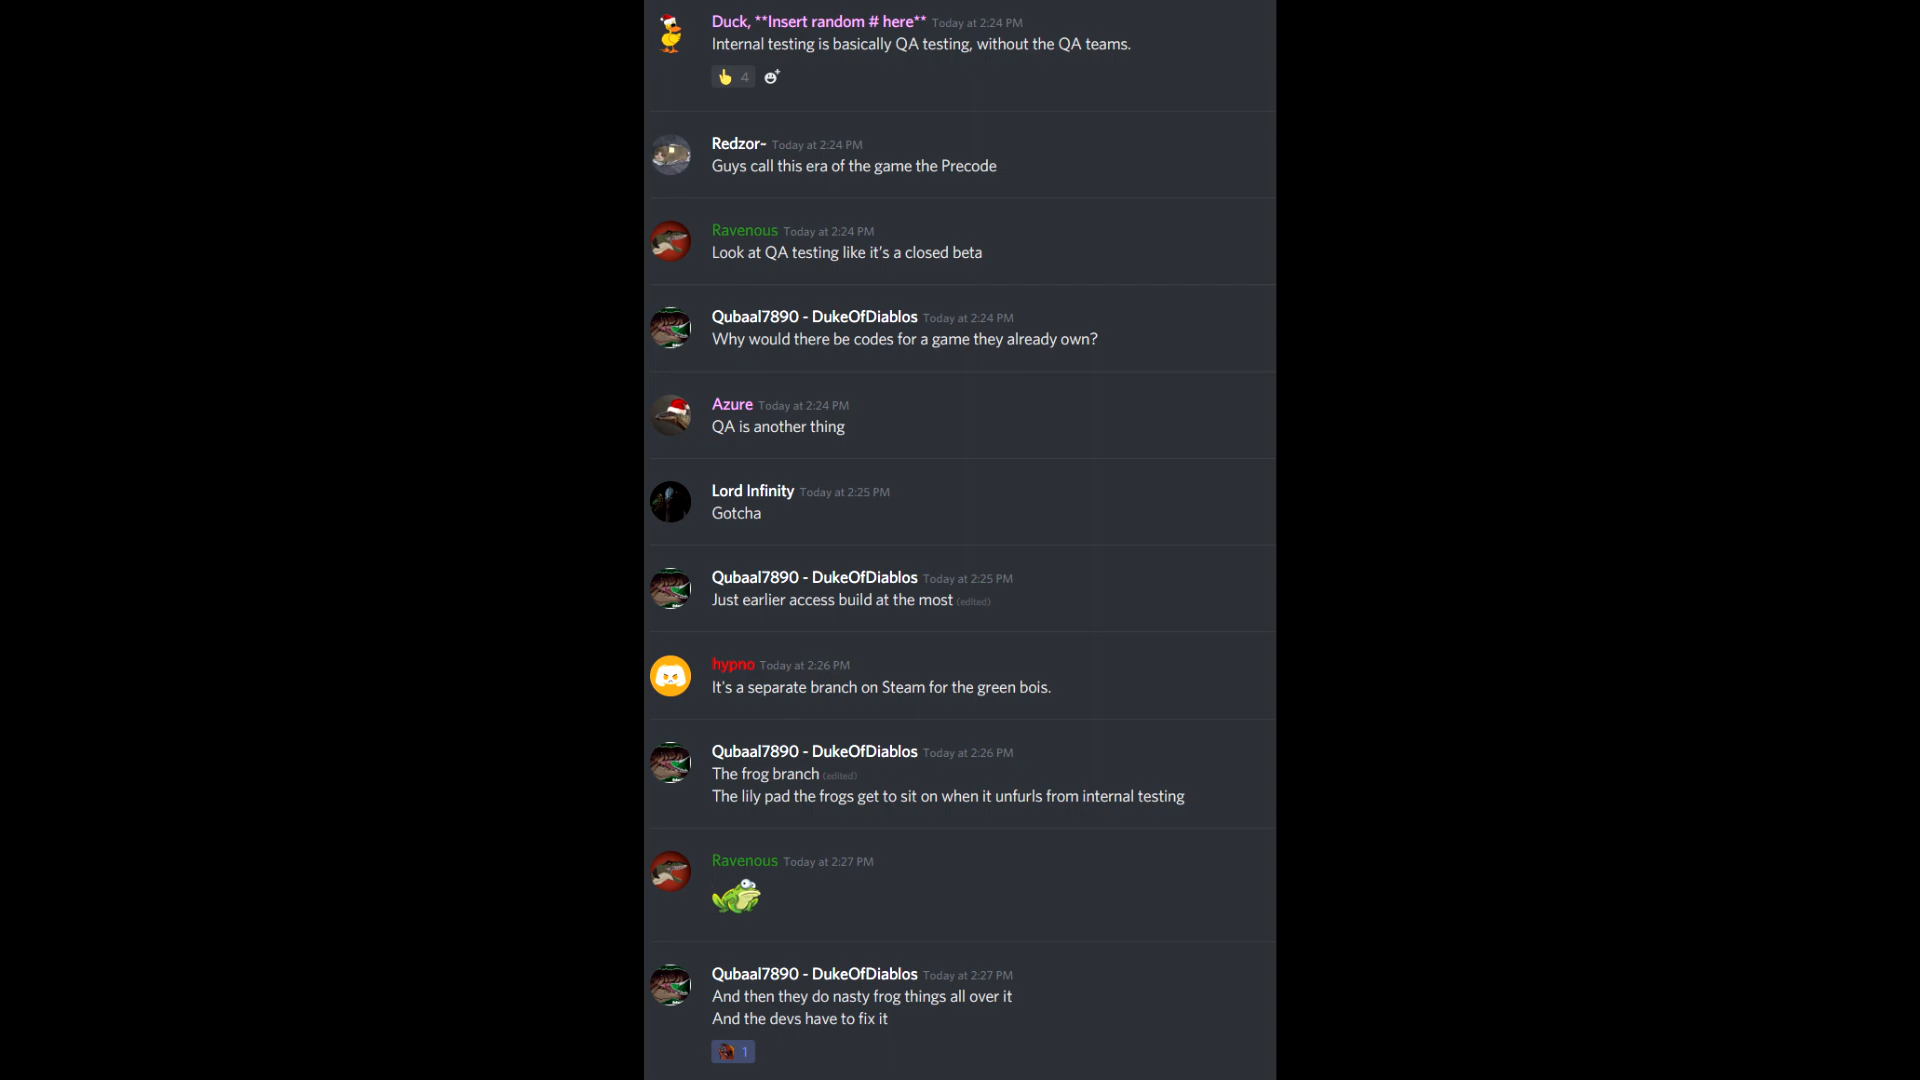 Duck, **Insert random # here** Today at 2:24 PM
Internal testing is basically QA testing, without the QA teams.
4
Redzor~ Today at 2:24 PM
Guys call this era of the game the Precode
Ravenous Today at 2:24 PM
Look at QA testing like it's a closed beta
Qubaal7890 - DukeOfDiablos Today at 2:24 PM
Why would there be codes for a game they already own?
Azure Today at 2:24 PM
QA is another thing
Lord Infinity Today at 2:25 PM
Gotcha
Qubaal7890 - DukeOfDiablos Today at 2:25 PM
Just earlier access build at the most (edited)
hypno Today at 2:26 PM
It's a separate branch on Steam for the green bois.
Qubaal7890 - DukeOfDiablos Today at 2:26 PM
The frog branch (edited)
The lily pad the frogs get to sit on when it unfurls from internal testing
Ravenous Today at 2:27 PM
Qubaal7890 - DukeOfDiablos Today at 2:27 PM
And then they do nasty frog things all over it
And the devs have to fix it
1